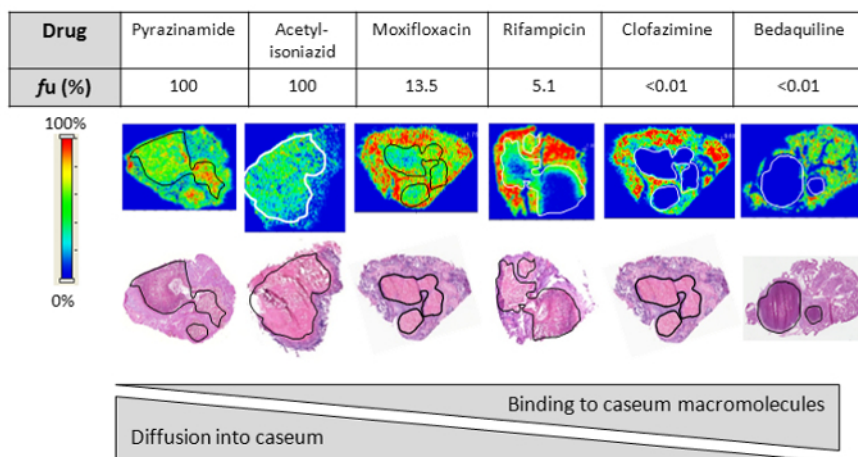 Drug Pyrazinamide Acetyl-isoniazid Moxifloxacin Rifampicin Clofazimine Bedaquiline
fu (%) 100 100 13.5 5.1 <0.01 <0.01
100%
0%
Binding to caseum macromolecules
Diffusion into caseum